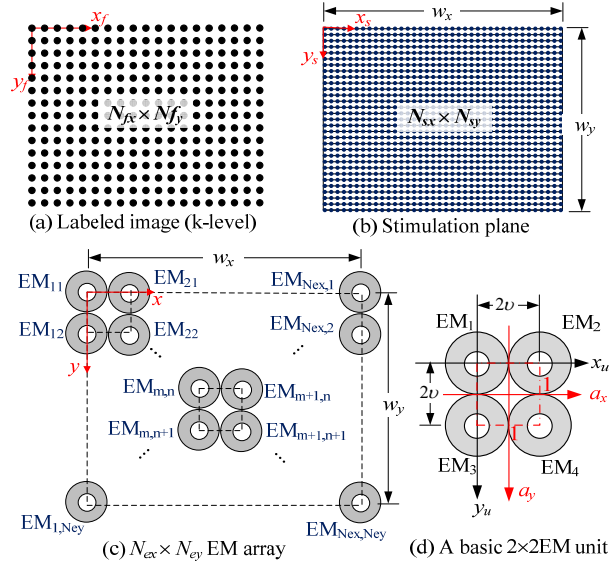 x_f
y_f
N_fx × Nf_y
(a) Labeled image (k-level)
w_x
x_s
y_s
N_sx × N_sy
w_y
(b) Stimulation plane
w_x
EM_11
EM_21
x
EM_Nex,1
EM_12
EM_22
EM_Nex,2
y
...
...
EM_m,n
EM_m+1,n
w_y
EM_m,n+1
EM_m+1,n+1
...
...
EM_1,Ney
EM_Nex,Ney
(c) N_ex × N_ey EM array
2υ
EM_1
EM_2
x_u
2υ
1
a_x
1
EM_3
EM_4
y_u
a_y
(d) A basic 2×2EM unit